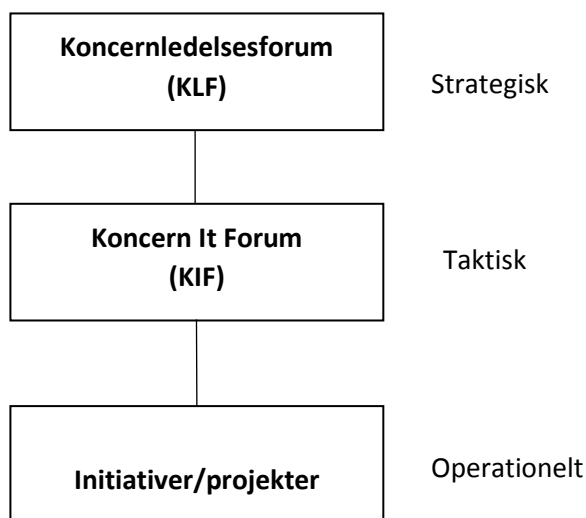 Koncernledelsesforum
(KLF)
Strategisk
Koncern It Forum
(KIF)
Taktisk
Initiativer/projekter
Operationelt